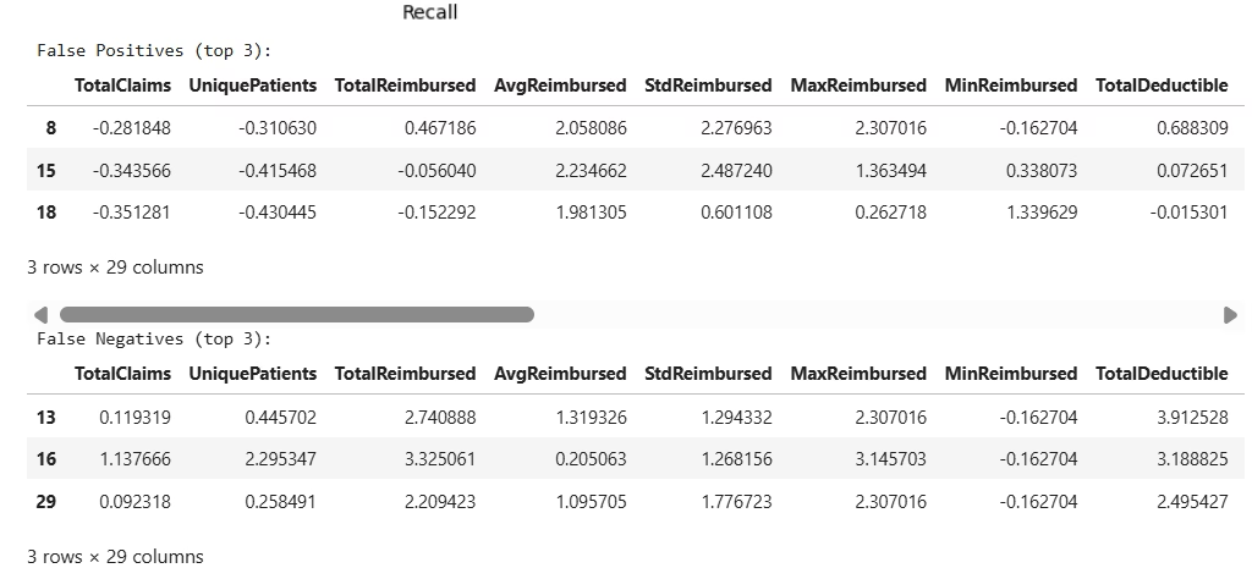 Recall
False Positives (top 3):
TotalClaims UniquePatients TotalReimbursed AvgReimbursed StdReimbursed MaxReimbursed MinReimbursed TotalDeductible
8 -0.281848 -0.310630 0.467186 2.058086 2.276963 2.307016 -0.162704 0.688309
15 -0.343566 -0.415468 -0.056040 2.234662 2.487240 1.363494 0.338073 0.072651
18 -0.351281 -0.430445 -0.152292 1.981305 0.601108 0.262718 1.339629 -0.015301
3 rows × 29 columns
False Negatives (top 3):
TotalClaims UniquePatients TotalReimbursed AvgReimbursed StdReimbursed MaxReimbursed MinReimbursed TotalDeductible
13 0.119319 0.445702 2.740888 1.319326 1.294332 2.307016 -0.162704 3.912528
16 1.137666 2.295347 3.325061 0.205063 1.268156 3.145703 -0.162704 3.188825
29 0.092318 0.258491 2.209423 1.095705 1.776723 2.307016 -0.162704 2.495427
3 rows × 29 columns